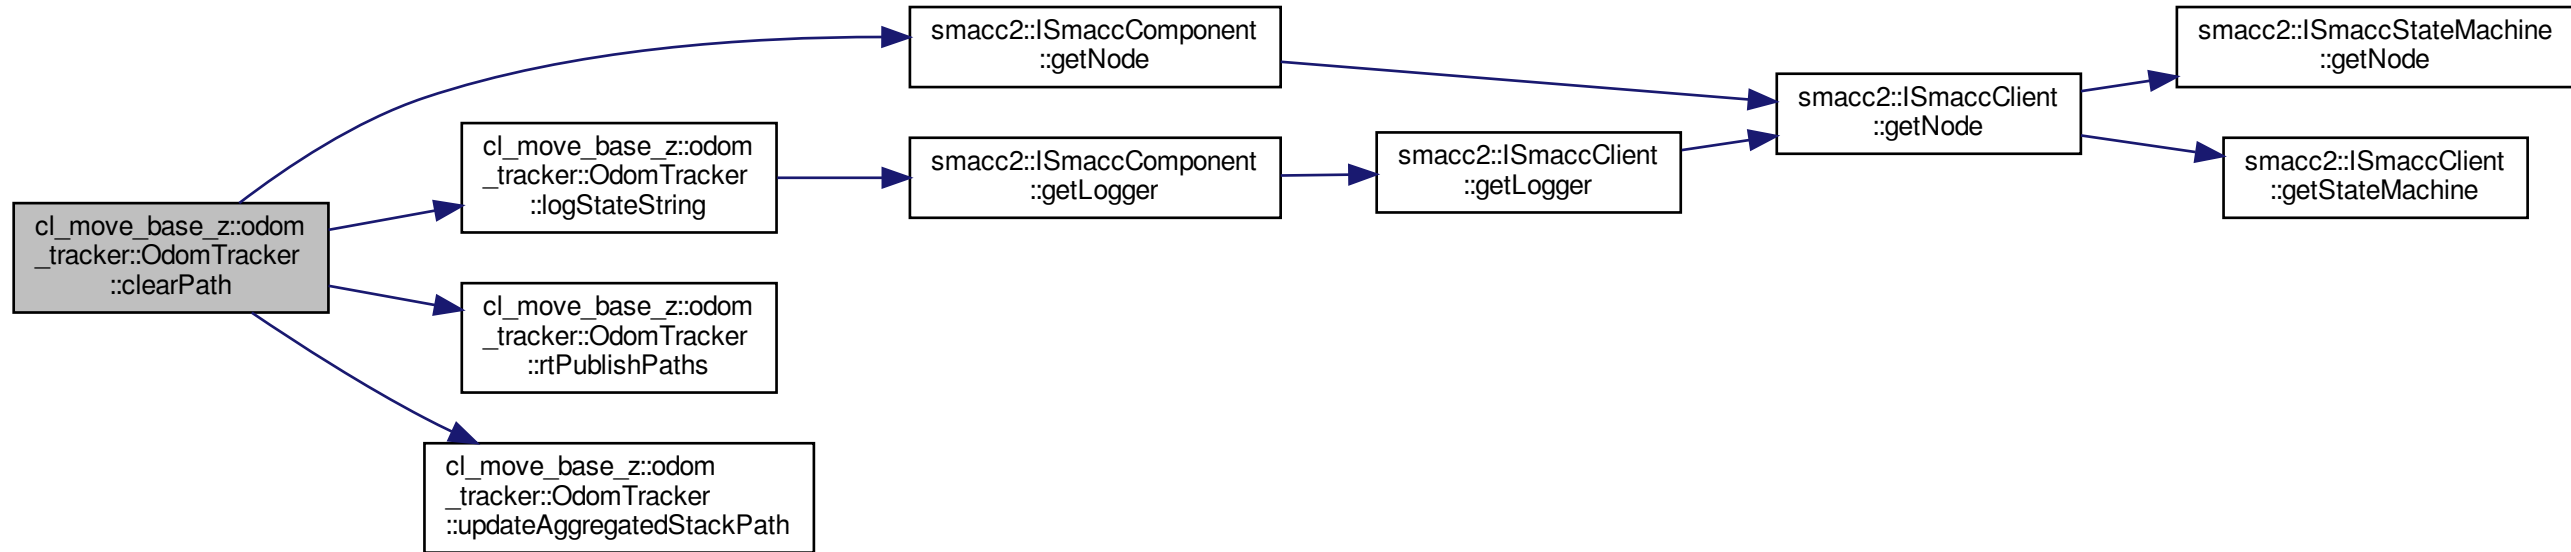 cl_move_base_z::odom
_tracker::OdomTracker
::clearPath
smacc2::ISmaccComponent
::getNode
cl_move_base_z::odom
_tracker::OdomTracker
::logStateString
smacc2::ISmaccComponent
::getLogger
cl_move_base_z::odom
_tracker::OdomTracker
::rtPublishPaths
cl_move_base_z::odom
_tracker::OdomTracker
::updateAggregatedStackPath
smacc2::ISmaccClient
::getLogger
smacc2::ISmaccClient
::getNode
smacc2::ISmaccStateMachine
::getNode
smacc2::ISmaccClient
::getStateMachine